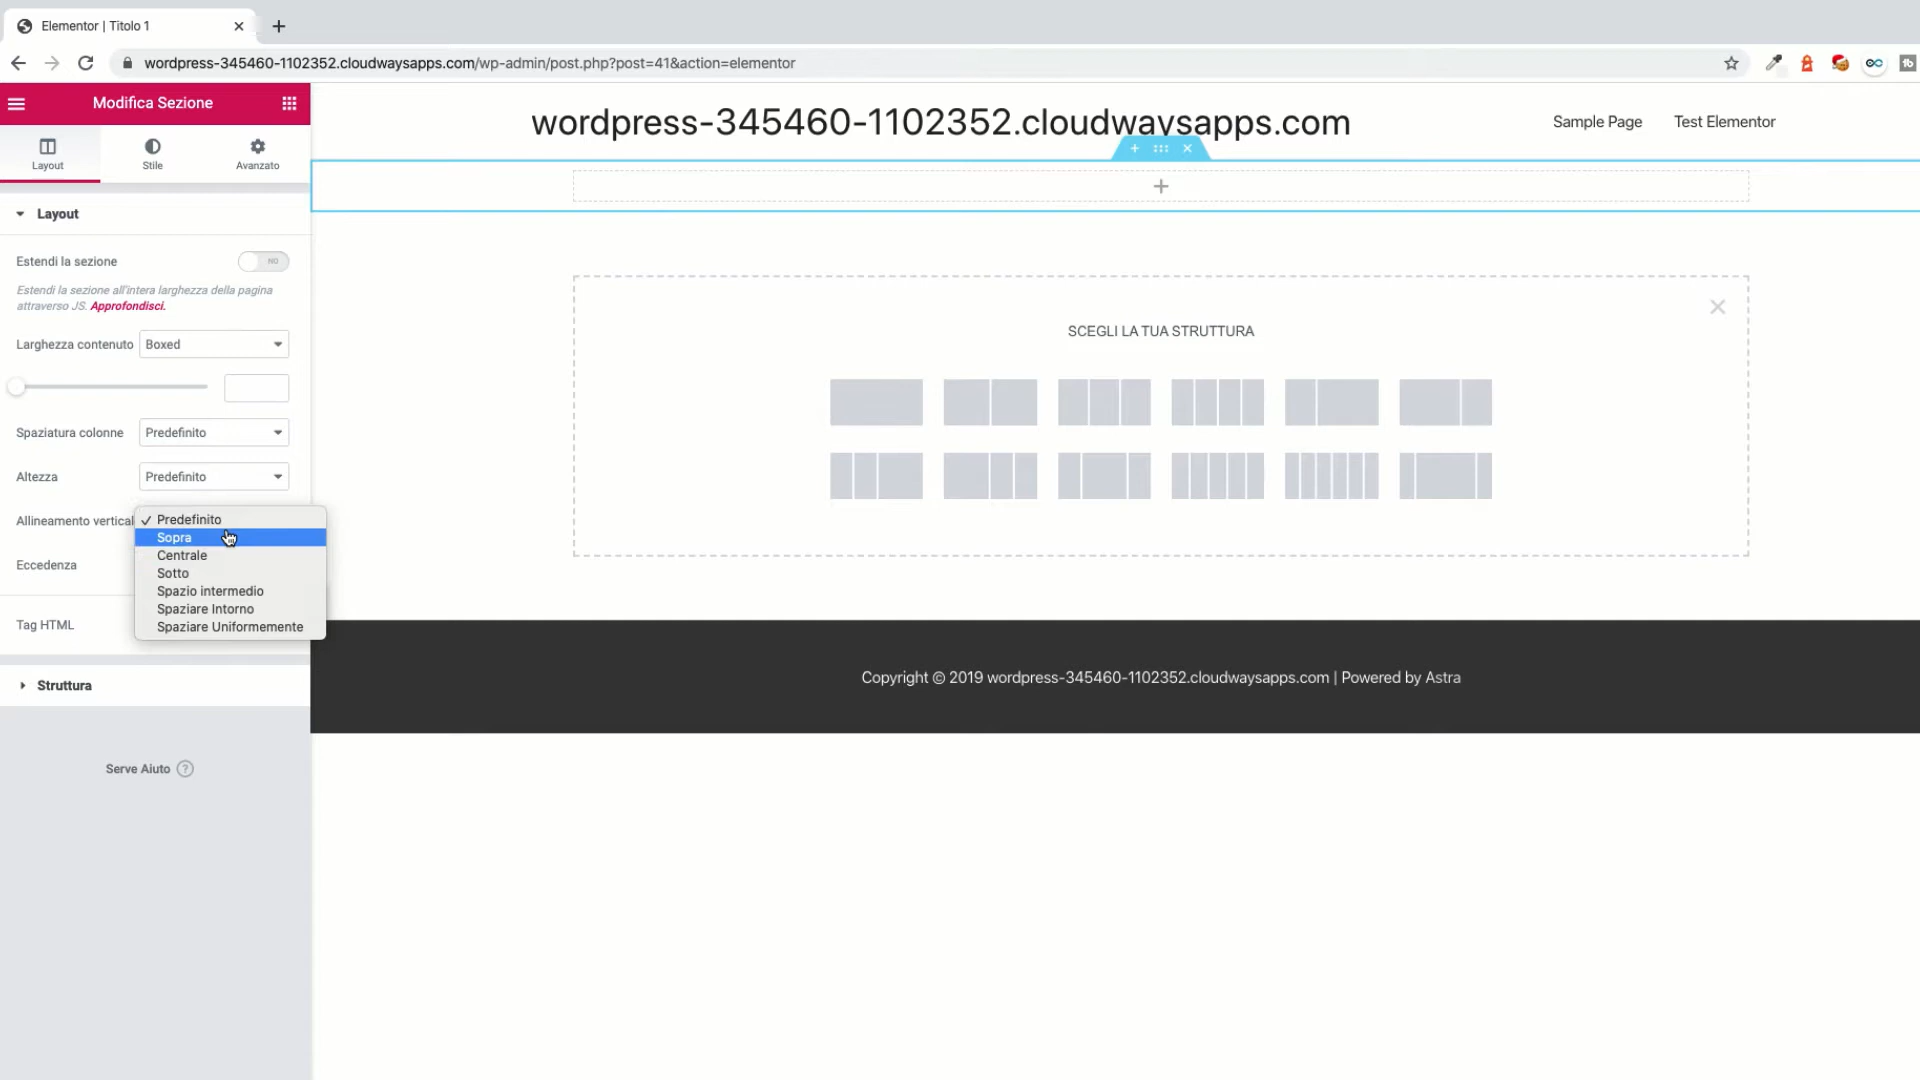 Elementor | Titolo 1
wordpress-345460-1102352.cloudwaysapps.com/wp-admin/post.php?post=41&action=elementor
Modifica Sezione
Layout
Stile
Avanzato
Layout
Estendi la sezione
NO
Estendi la sezione all'intera larghezza della pagina
attraverso JS. Approfondisci.
Larghezza contenuto
Boxed
Spaziatura colonne
Predefinito
Altezza
Predefinito
Allineamento vertical
✓ Predefinito
Sopra
Centrale
Sotto
Spazio intermedio
Spaziare Intorno
Spaziare Uniformemente
Eccedenza
Tag HTML
Struttura
Serve Aiuto ?
wordpress-345460-1102352.cloudwaysapps.com
Sample Page
Test Elementor
SCEGLI LA TUA STRUTTURA
Copyright © 2019 wordpress-345460-1102352.cloudwaysapps.com | Powered by Astra